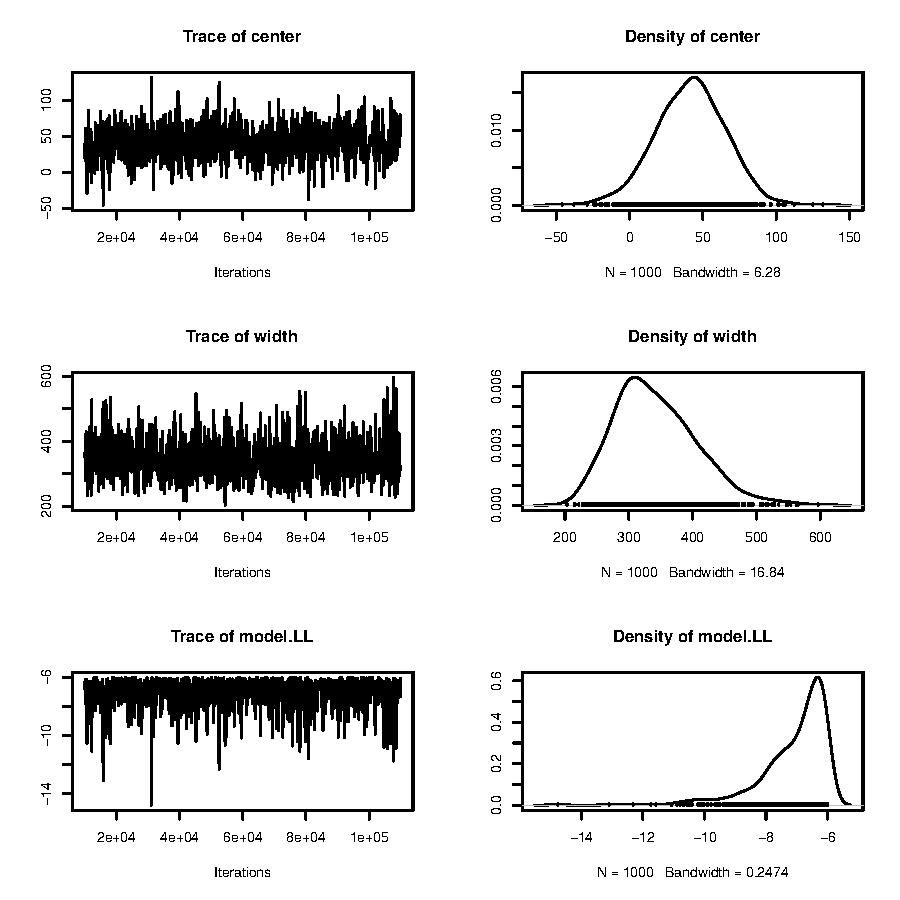 Trace of center
Density of center
-50 0 50 100
2e+04 4e+04 6e+04 8e+04 1e+05
Iterations
0.000 0.010
-50 0 50 100 150
N = 1000 Bandwidth = 6.28
Trace of width
Density of width
200 400 600
2e+04 4e+04 6e+04 8e+04 1e+05
Iterations
0.000 0.003 0.006
200 300 400 500 600
N = 1000 Bandwidth = 16.84
Trace of model.LL
Density of model.LL
-14 -10 -6
2e+04 4e+04 6e+04 8e+04 1e+05
Iterations
0.0 0.2 0.4 0.6
-14 -12 -10 -8 -6
N = 1000 Bandwidth = 0.2474